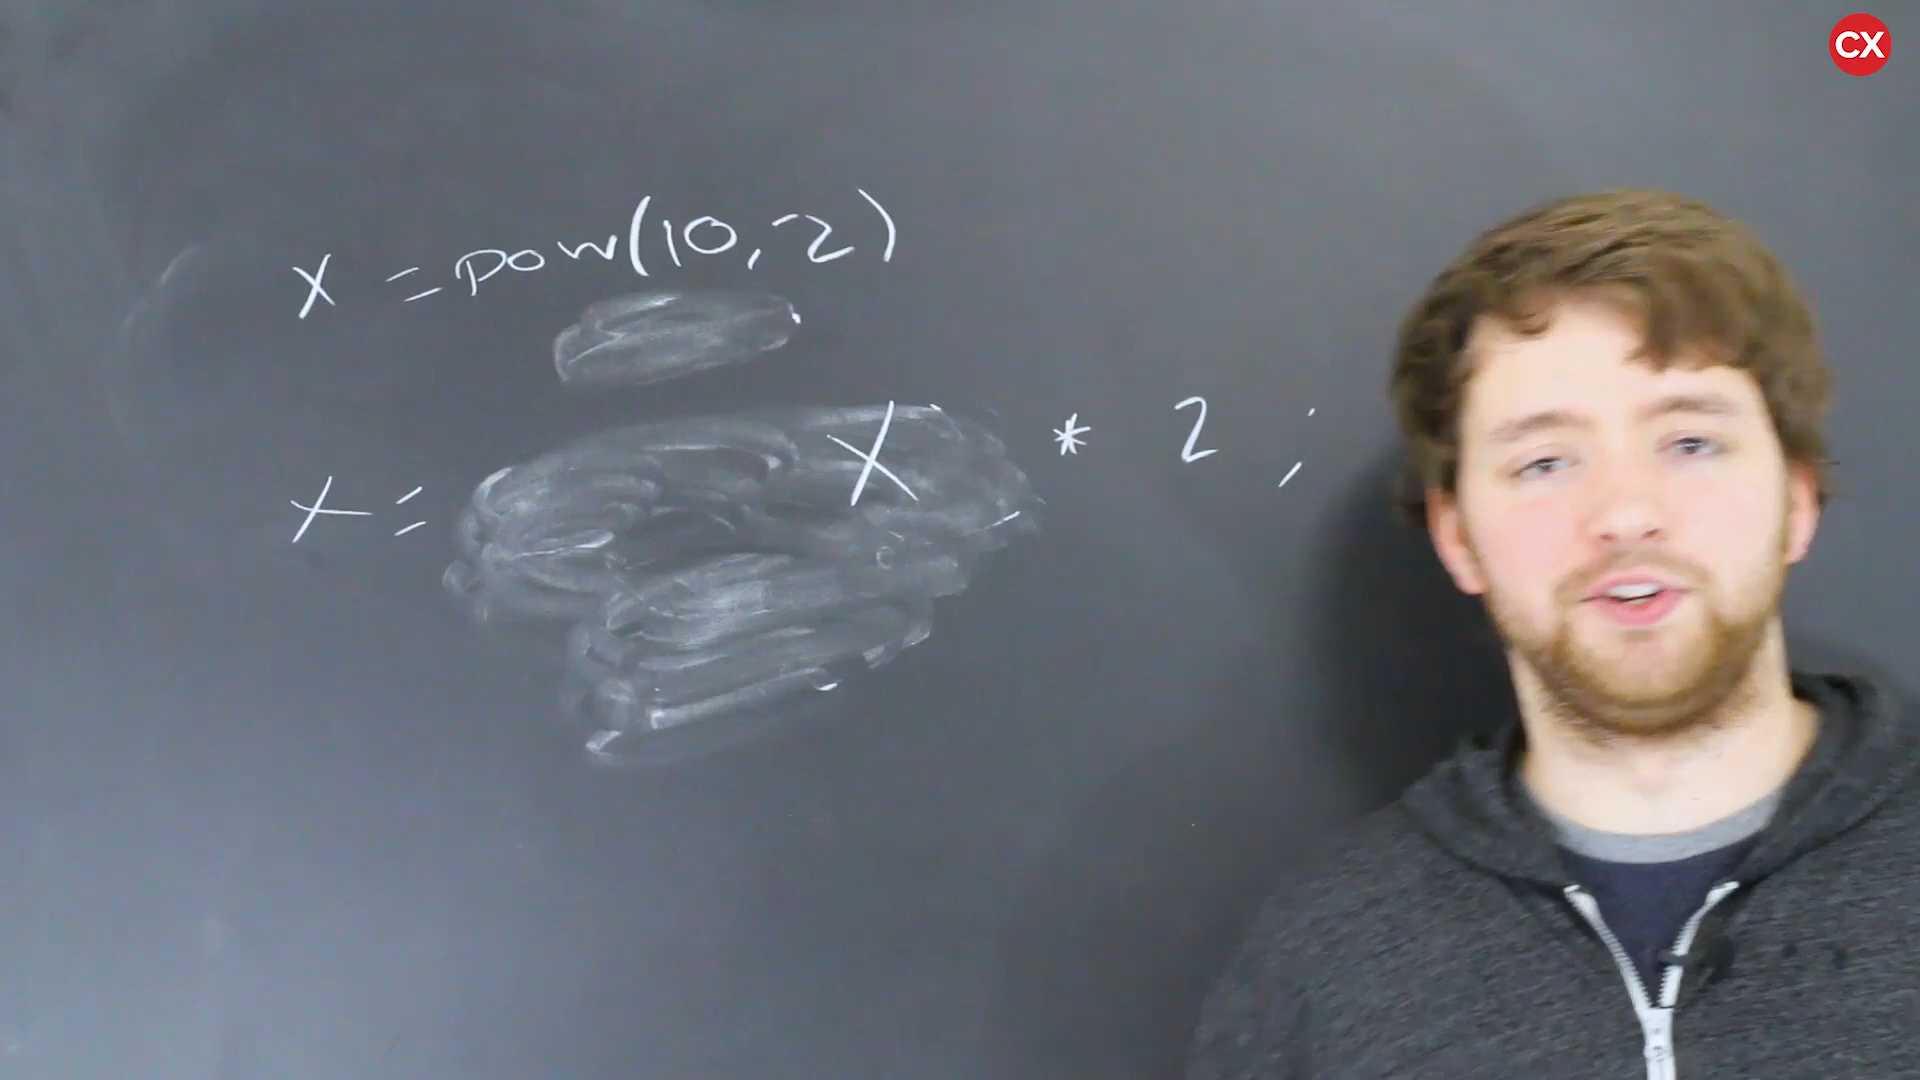 CX
x = pow(10,2)
x = x * 2 ;